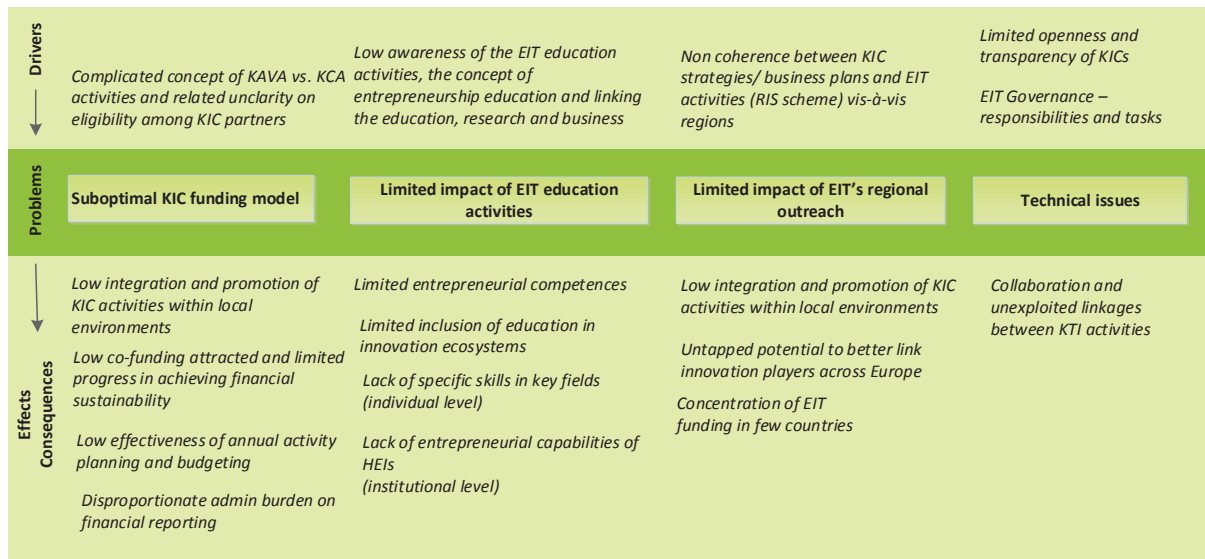 Drivers
Complicated concept of KAVA vs. KCA
activities and related unclarity on
eligibility among KIC partners
Low awareness of the EIT education
activities, the concept of
entrepreneurship education and linking
the education, research and business
Non coherence between KIC
strategies/ business plans and EIT
activities (RIS scheme) vis-à-vis
regions
Limited openness and
transparency of KICs
EIT Governance –
responsibilities and tasks
Problems
Suboptimal KIC funding model
Limited impact of EIT education
activities
Limited impact of EIT’s regional
outreach
Technical issues
Effects
Consequences
Low integration and promotion of
KIC activities within local
environments
Low co-funding attracted and limited
progress in achieving financial
sustainability
Low effectiveness of annual activity
planning and budgeting
Disproportionate admin burden on
financial reporting
Limited entrepreneurial competences
Limited inclusion of education in
innovation ecosystems
Lack of specific skills in key fields
(individual level)
Lack of entrepreneurial capabilities of
HEIs
(institutional level)
Low integration and promotion of KIC
activities within local environments
Untapped potential to better link
innovation players across Europe
Concentration of EIT
funding in few countries
Collaboration and
unexploited linkages
between KTI activities